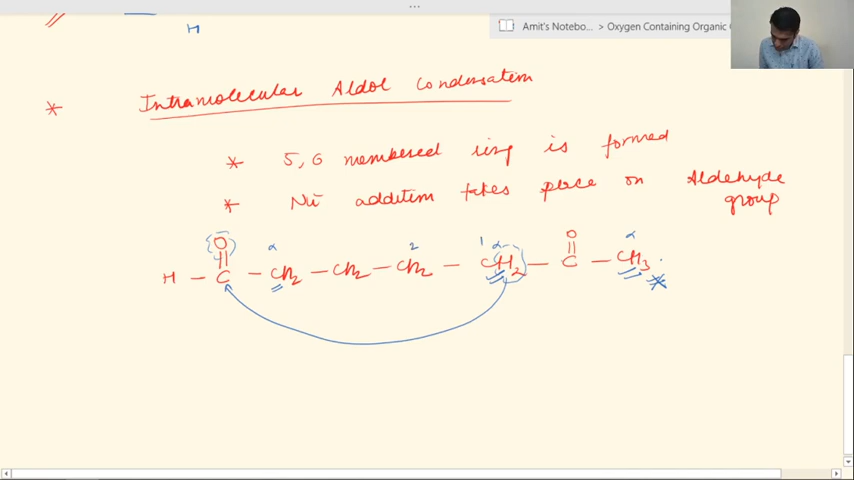 Amit's Notebo... > Oxygen Containing Organic
H
* Intramolecular Aldol Condensation
* 5, 6 membered ring is formed
* Nu addition takes place on Aldehyde group
O α 2 1 α O α
H - C - CH2 - CH2 - CH2 - CH2 - C - CH3